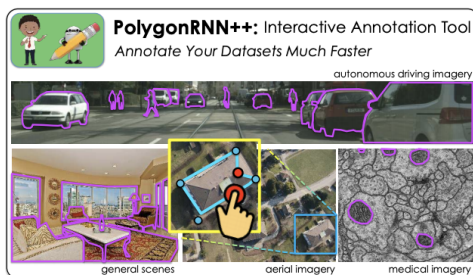 PolygonRNN++: Interactive Annotation Tool
Annotate Your Datasets Much Faster
autonomous driving imagery
general scenes
aerial imagery
medical imagery